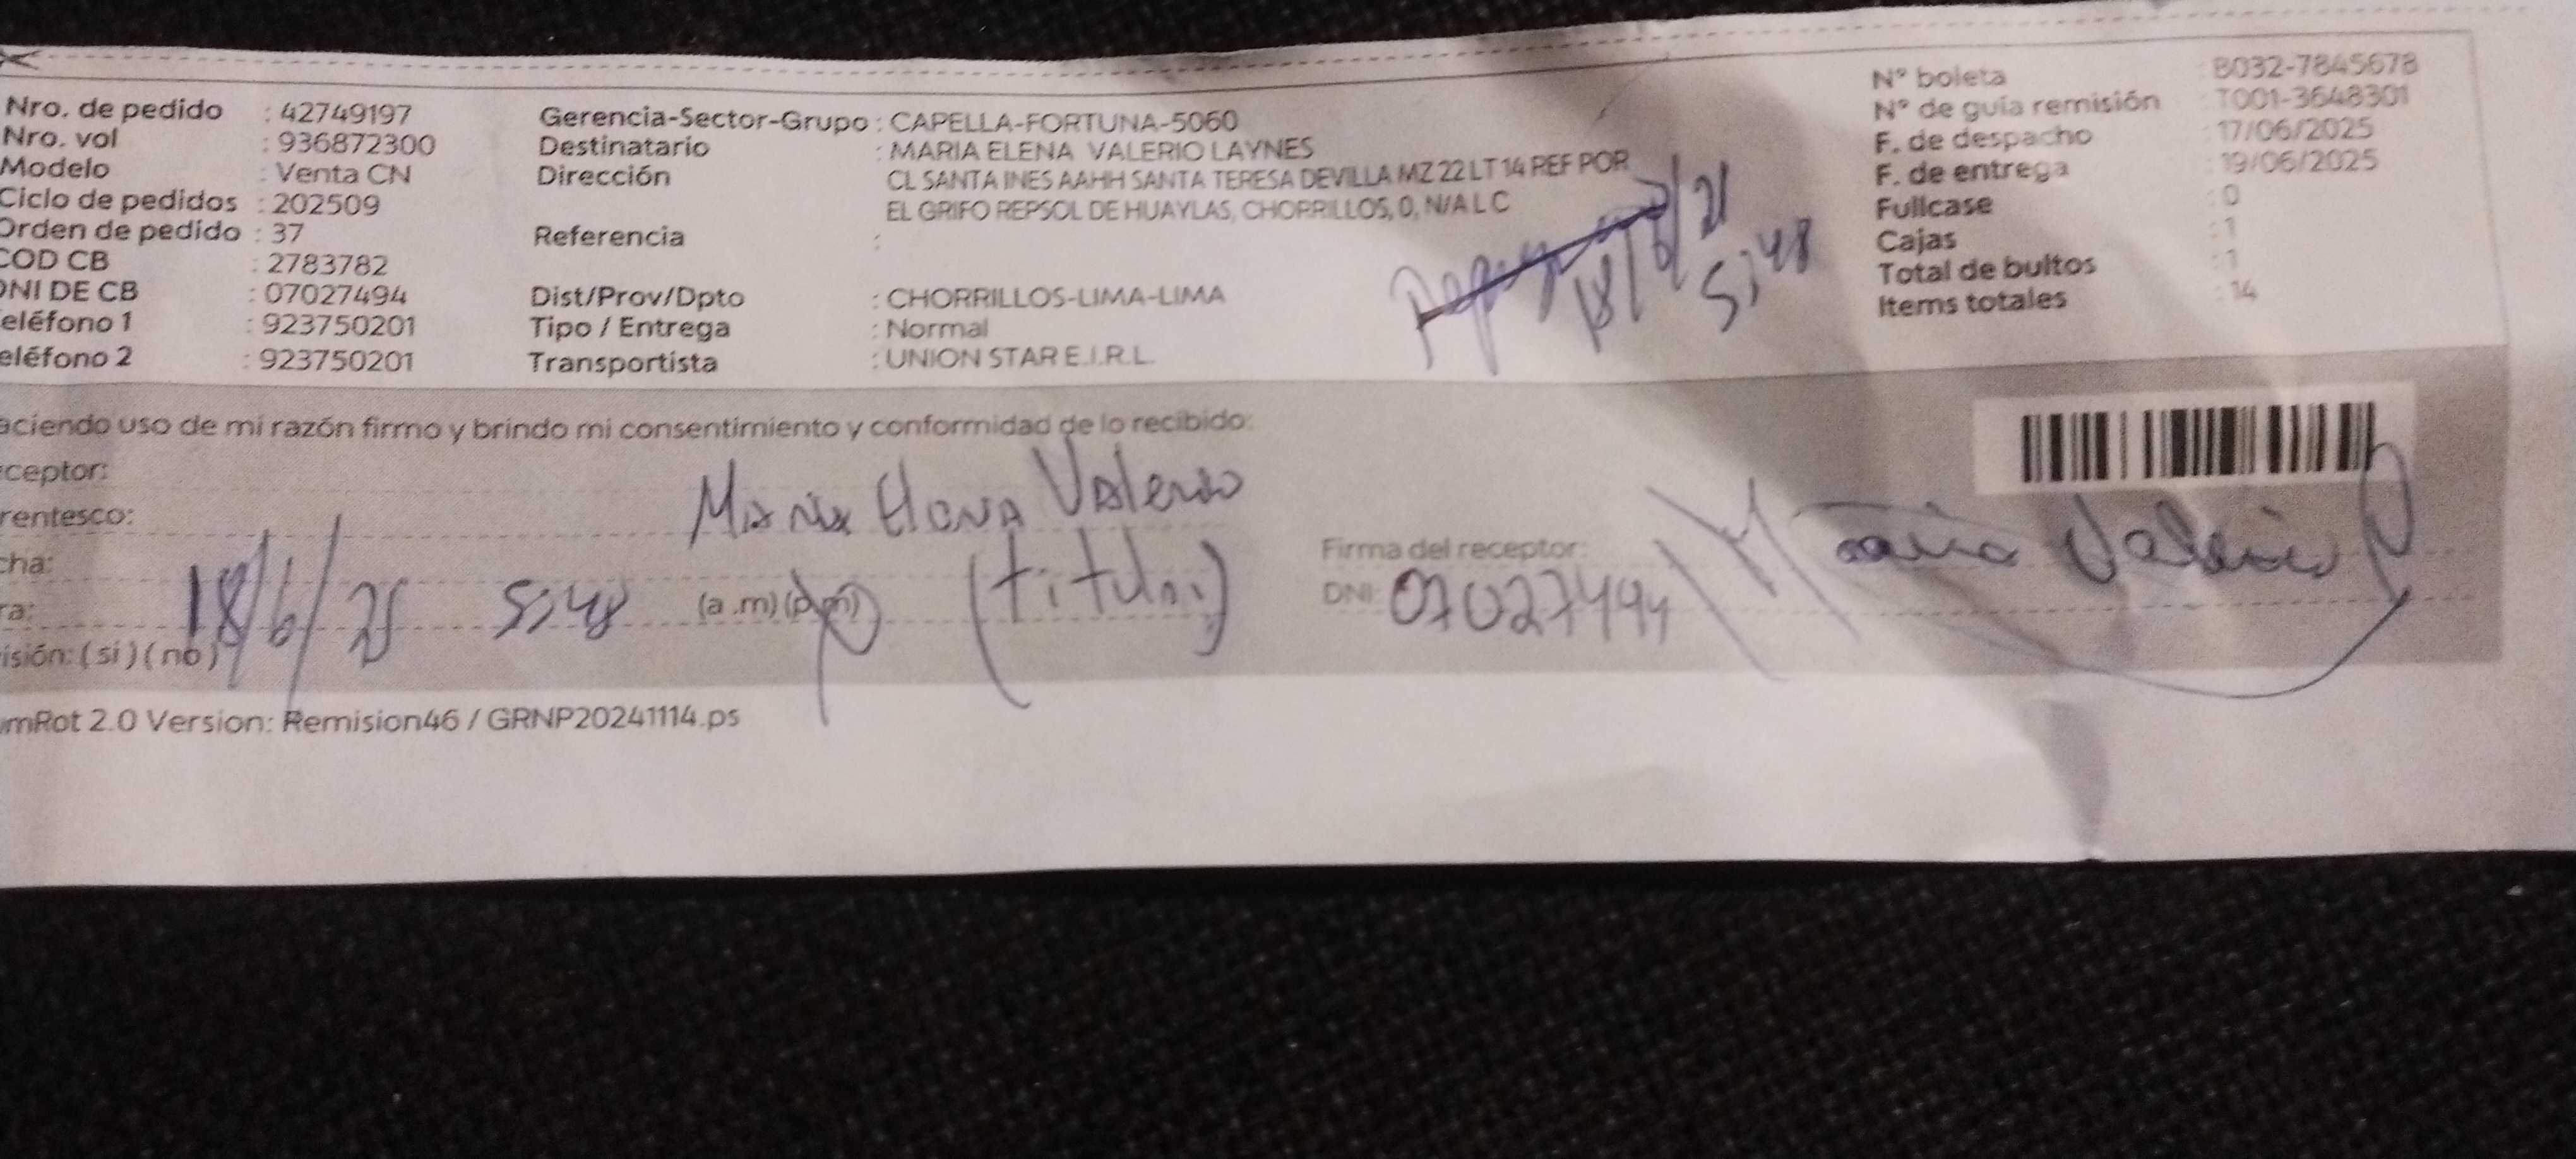 Nro. de pedido : 42749197
Nro. vol : 936872300
Modelo : Venta CN
Ciclo de pedidos : 202509
Orden de pedido : 37
COD CB : 2783782
DNI DE CB : 07027494
eléfono 1 : 923750201
eléfono 2 : 923750201
Gerencia-Sector-Grupo : CAPELLA-FORTUNA-5060
Destinatario : MARIA ELENA VALERIO LAYNES
Dirección : CL SANTA INES AAHH SANTA TERESA DEVILLA MZ 22 LT 14 REF POR
EL GRIFO REPSOL DE HUAYLAS, CHORRILLOS, 0, N/A L C
Referencia :
Dist/Prov/Dpto : CHORRILLOS-LIMA-LIMA
Tipo / Entrega : Normal
Transportista : UNION STAR E.I.R.L.
18/6/21
5:48
N° boleta : B032-7845678
N° de guía remisión : T001-3648301
F. de despacho : 17/06/2025
F. de entrega : 19/06/2025
Fullcase : 0
Cajas : 1
Total de bultos : 1
Items totales : 14
aciendo uso de mi razón firmo y brindo mi consentimiento y conformidad de lo recibido:
ceptor: Maria Elena Valerio
rentesco: (titular)
cha: 18/6/25
ra: 5:48 (a.m) (p.m)
isión: (si) (no)
Firma del receptor: Maria Valerio
DNI: 07027494
mRot 2.0 Version: Remision46 / GRNP20241114.ps